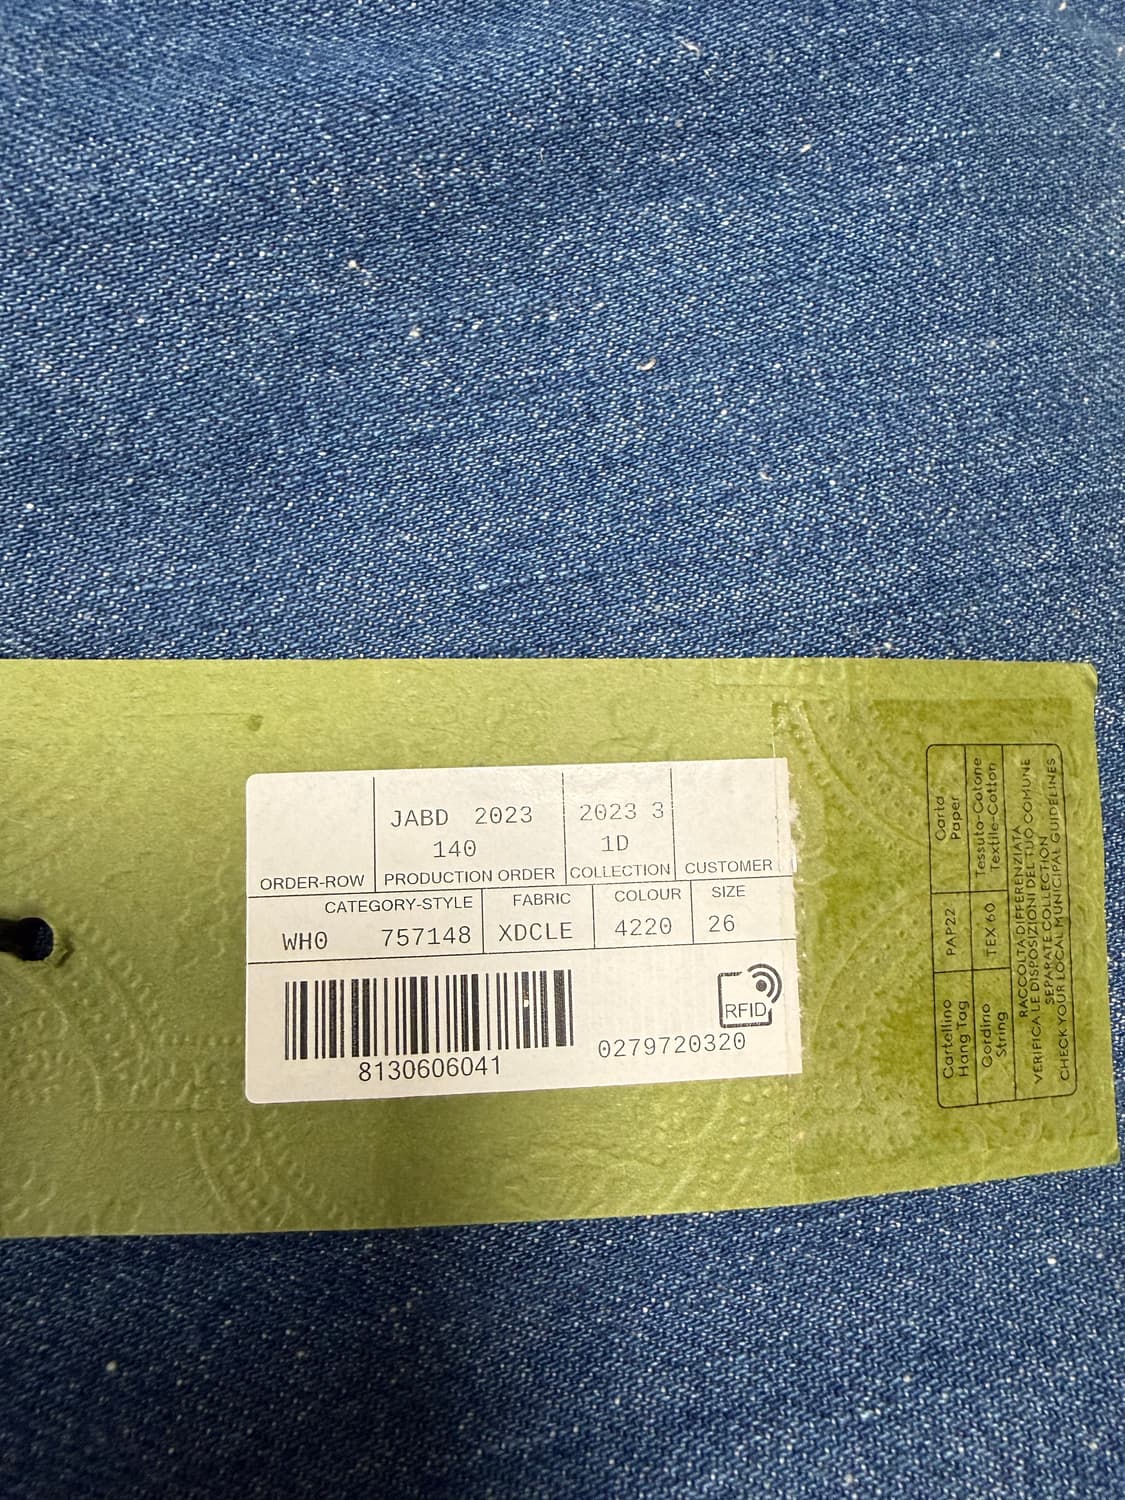 JABD 2023
140
2023 3
1D
ORDER-ROW
PRODUCTION ORDER
COLLECTION
CUSTOMER
CATEGORY-STYLE
FABRIC
COLOUR
SIZE
WH0 757148
XDCLE
4220
26
RFID
8130606041
0279720320
Cartellino
Hang Tag
PAP22
Carta
Paper
Cordino
String
TEX60
Tessuto-Cotone
Textile-Cotton
RACCOLTA DIFFERENZIATA
VERIFICA LE DISPOSIZIONI DEL TUO COMUNE
SEPARATE COLLECTION
CHECK YOUR LOCAL MUNICIPAL GUIDELINES